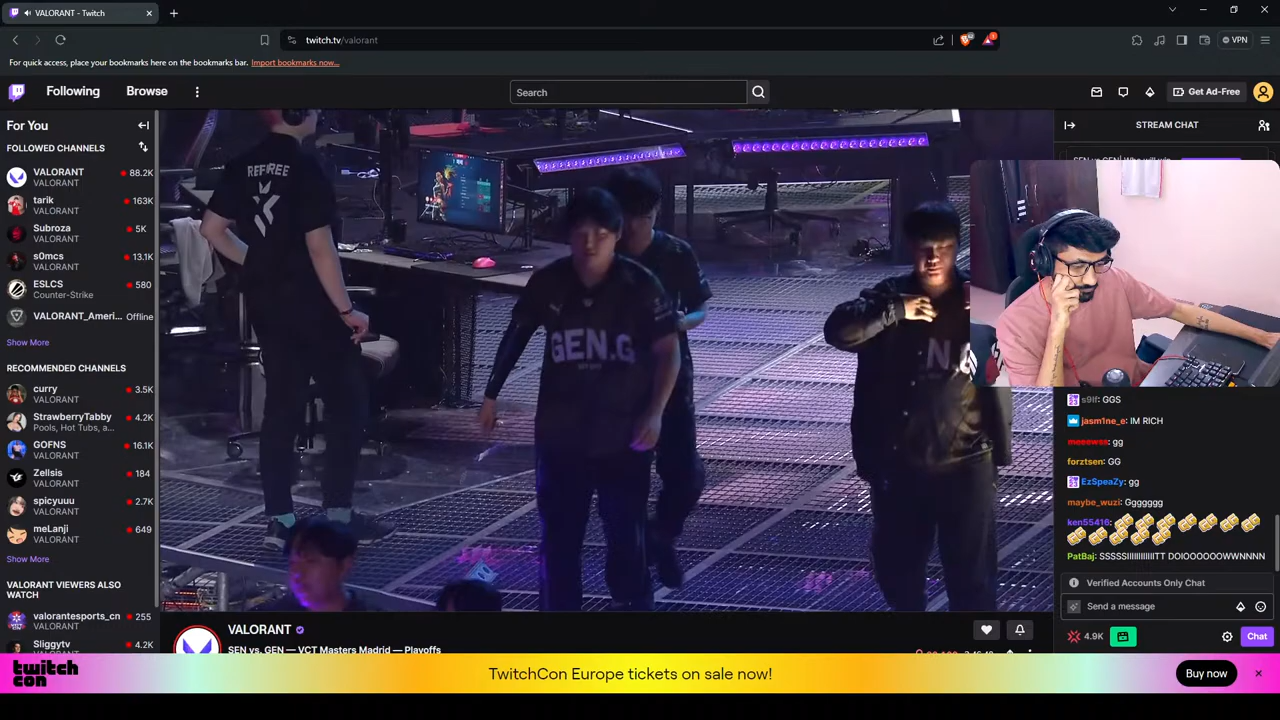 VALORANT - Twitch
twitch.tv/valorant
VPN
For quick access, place your bookmarks here on the bookmarks bar. Import bookmarks now...
Following
Browse
Search
Get Ad-Free
For You
FOLLOWED CHANNELS
VALORANT 88.2K
VALORANT
tarik 163K
VALORANT
Subroza 5K
VALORANT
s0mcs 13.1K
VALORANT
ESLCS 580
Counter-Strike
VALORANT_Ameri... Offline
Show More
RECOMMENDED CHANNELS
curry 3.5K
VALORANT
StrawberryTabby 4.2K
Pools, Hot Tubs, a...
GOFNS 16.1K
VALORANT
Zellsis 184
VALORANT
spicyuuu 2.7K
VALORANT
meLanji 649
VALORANT
Show More
VALORANT VIEWERS ALSO
WATCH
valorantesports_cn 255
VALORANT
Sliggytv 4.2K
REFEREE
GEN.G
N.G
STREAM CHAT
s9lf: GGS
jasm1ne_e: IM RICH
meeewse: gg
forztsen: GG
EzSpeaZy: gg
maybe_wuzi: Ggggggg
ken55416:
PatBaj: SSSSSIIIIIIIIIIIITT DOIOOOOOOWWNNNN
Verified Accounts Only Chat
Send a message
4.9K
Chat
VALORANT
SEN vs. GEN — VCT Masters Madrid — Playoffs
twitch
con
TwitchCon Europe tickets on sale now!
Buy now